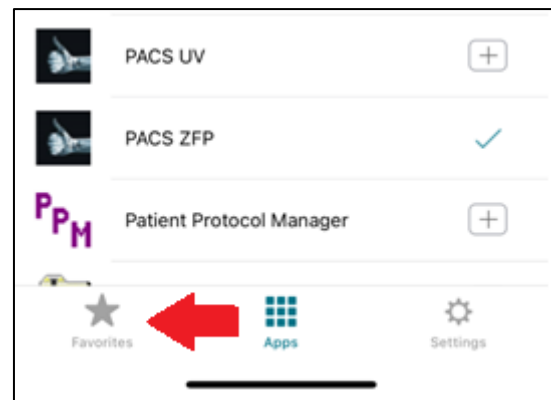 PACS UV
PACS ZFP
PPM
Patient Protocol Manager
Favorites
Apps
Settings